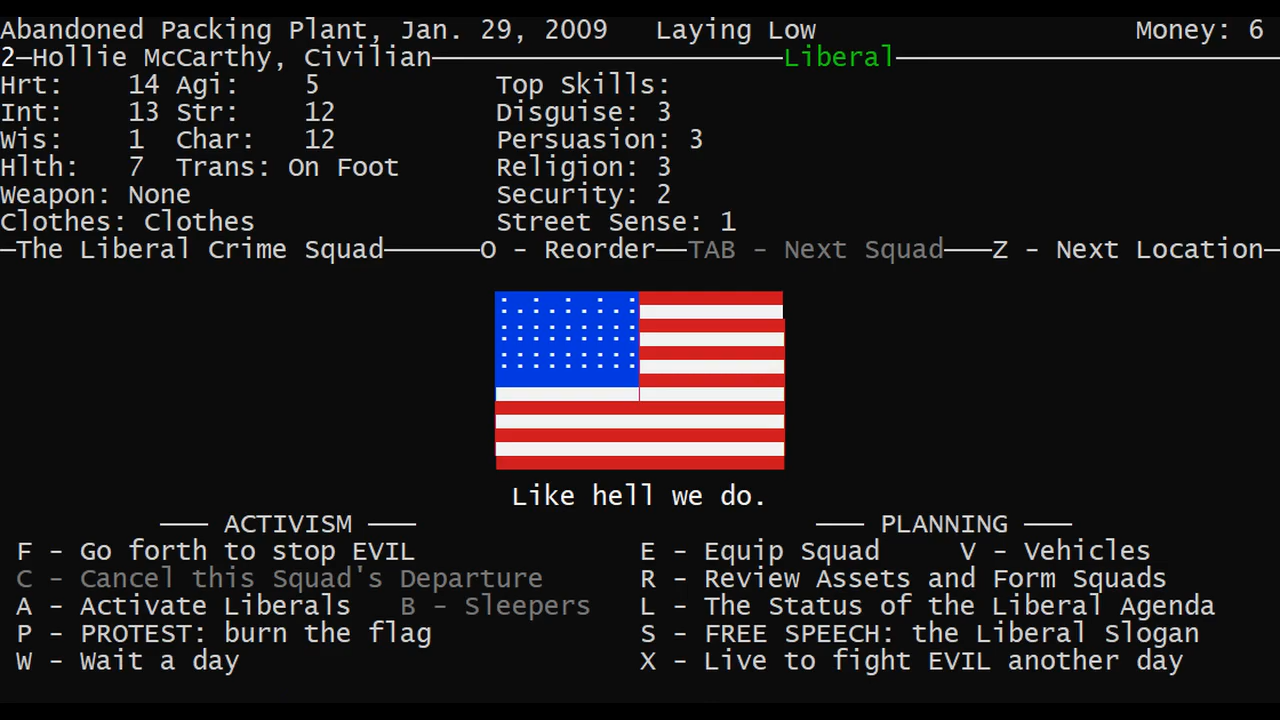 Abandoned Packing Plant, Jan. 29, 2009   Laying Low   Money: 6
2—Hollie McCarthy, Civilian   Liberal
Hrt:   14 Agi:   5   Top Skills:
Int:   13 Str:   12   Disguise: 3
Wis:   1   Char:   12   Persuasion: 3
Hlth:   7   Trans: On Foot   Religion: 3
Weapon: None   Security: 2
Clothes: Clothes   Street Sense: 1
—The Liberal Crime Squad———O - Reorder——TAB - Next Squad———Z - Next Location—
Like hell we do.
—— ACTIVISM ——   —— PLANNING ——
F - Go forth to stop EVIL   E - Equip Squad   V - Vehicles
C - Cancel this Squad's Departure   R - Review Assets and Form Squads
A - Activate Liberals   B - Sleepers   L - The Status of the Liberal Agenda
P - PROTEST: burn the flag   S - FREE SPEECH: the Liberal Slogan
W - Wait a day   X - Live to fight EVIL another day